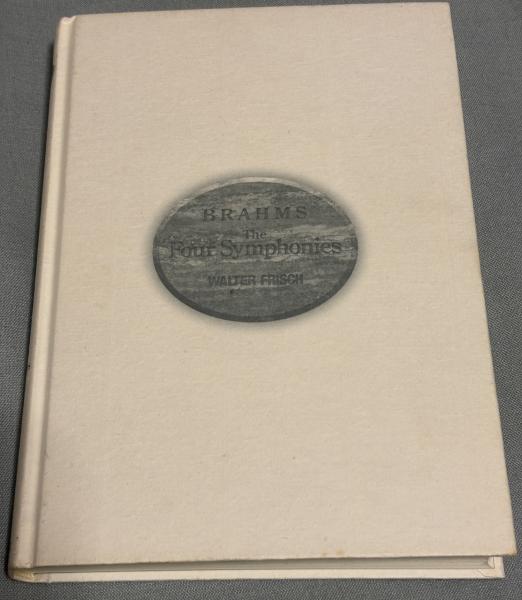 BRAHMS
The
Four Symphonies
WALTER FRISCH